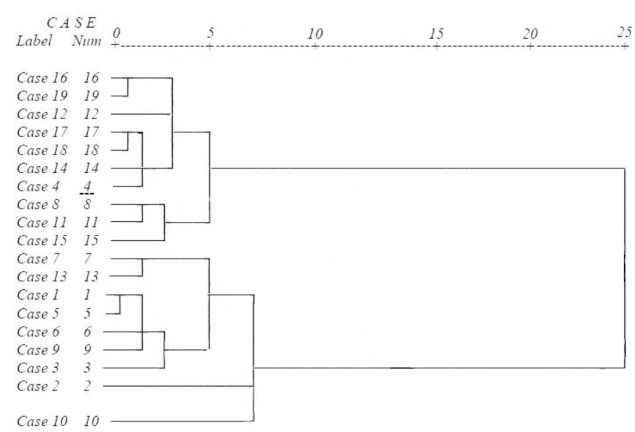 C A S E 0 5 10 15 20 25
Label Num
Case 16 16
Case 19 19
Case 12 12
Case 17 17
Case 18 18
Case 14 14
Case 4 4
Case 8 8
Case 11 11
Case 15 15
Case 7 7
Case 13 13
Case 1 1
Case 5 5
Case 6 6
Case 9 9
Case 3 3
Case 2 2
Case 10 10